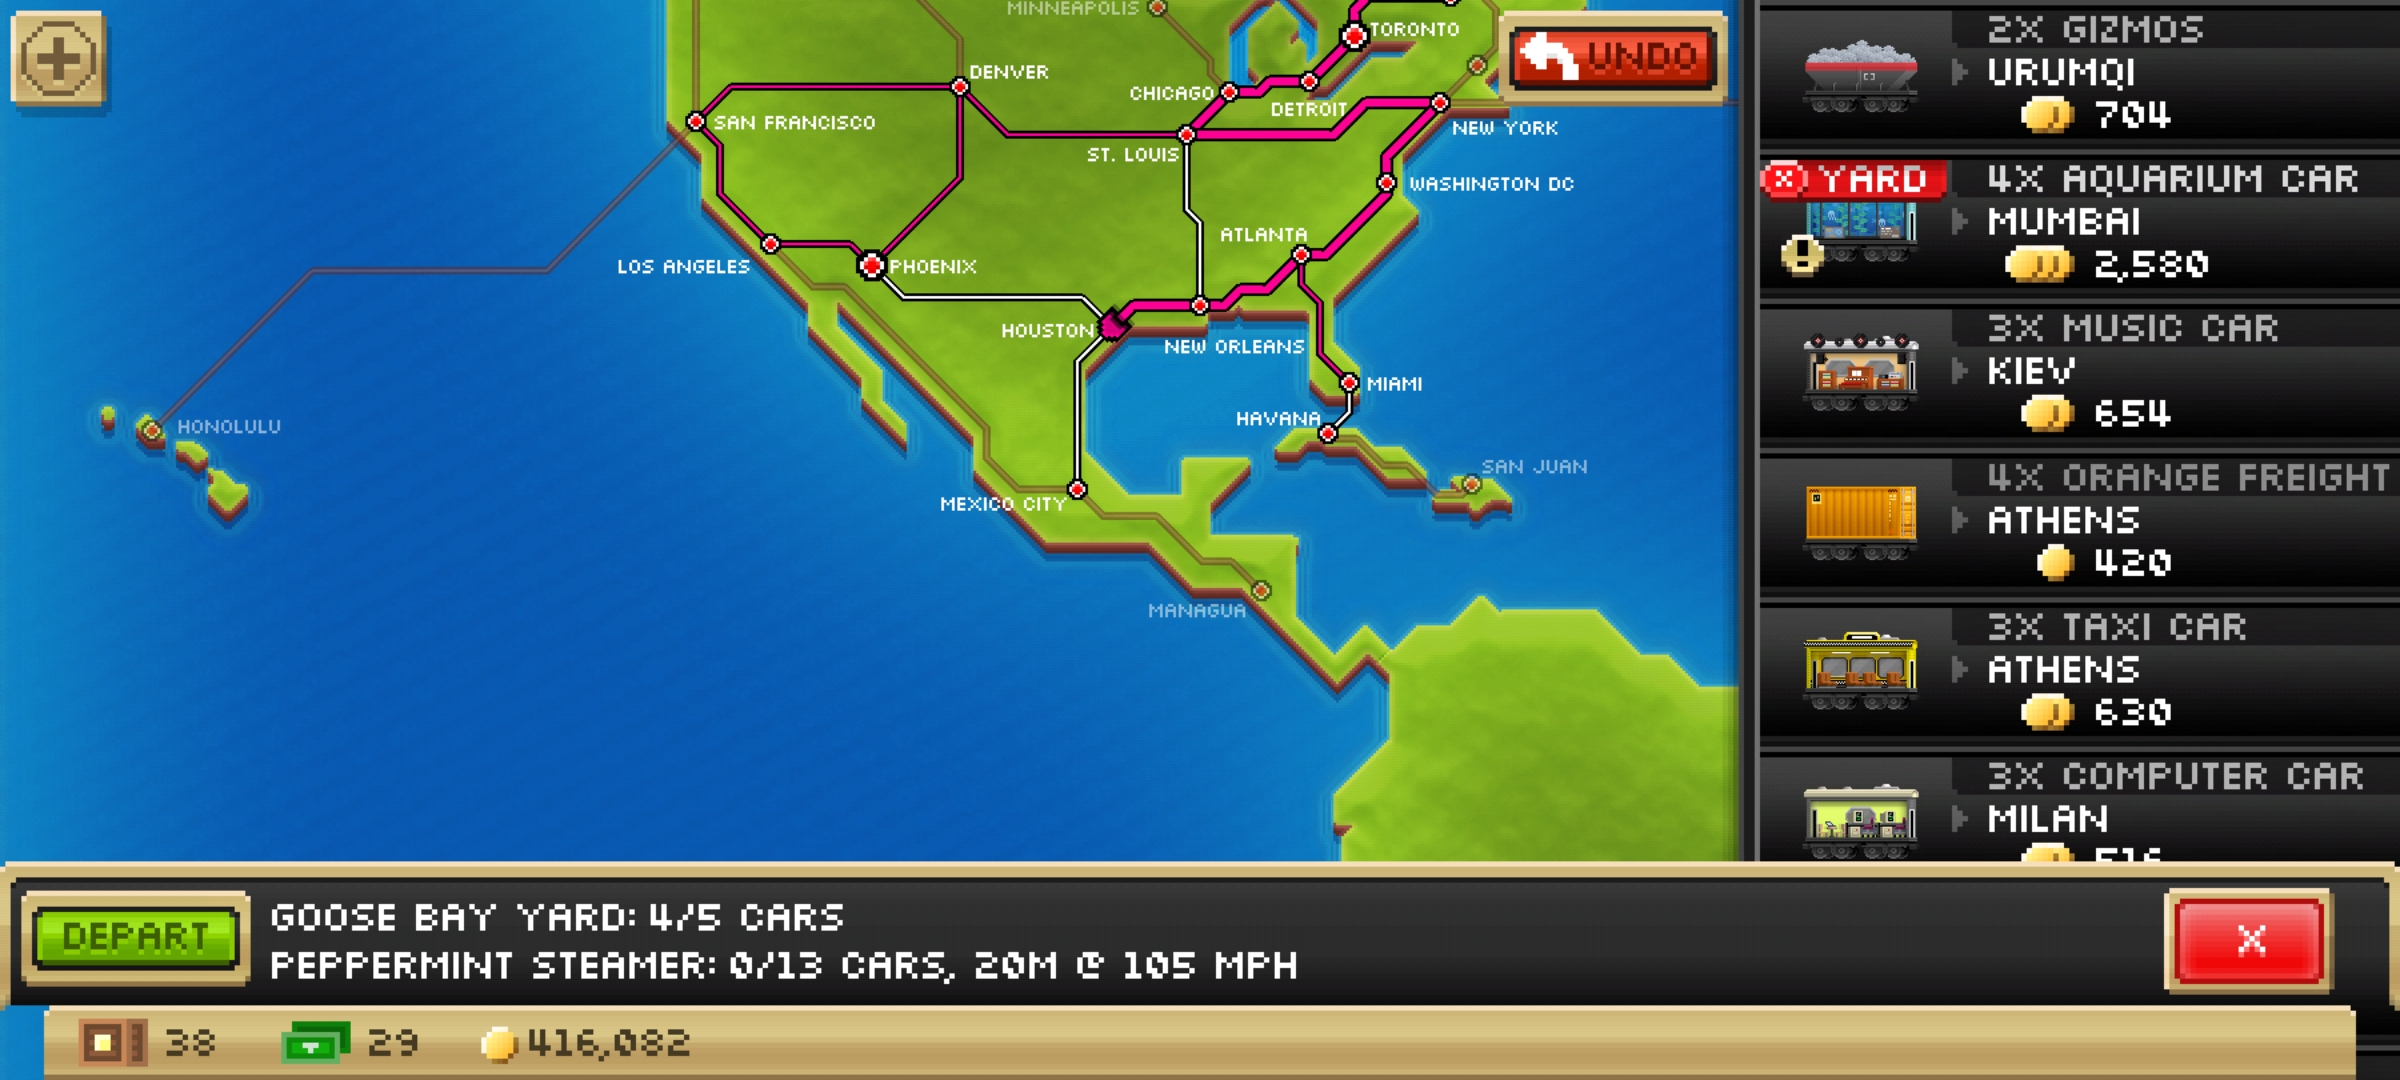 MINNEAPOLIS
TORONTO
UNDO
DENVER
CHICAGO
DETROIT
SAN FRANCISCO
NEW YORK
ST. LOUIS
WASHINGTON DC
ATLANTA
LOS ANGELES
PHOENIX
HOUSTON
NEW ORLEANS
MIAMI
HAVANA
HONOLULU
SAN JUAN
MEXICO CITY
MANAGUA
2X GIZMOS
URUMQI
704
YARD
4X AQUARIUM CAR
MUMBAI
2,580
3X MUSIC CAR
KIEV
654
4X ORANGE FREIGHT
ATHENS
420
3X TAXI CAR
ATHENS
630
3X COMPUTER CAR
MILAN
DEPART
GOOSE BAY YARD: 4/5 CARS
PEPPERMINT STEAMER: 0/13 CARS, 20M @ 105 MPH
X
38
29
416,082